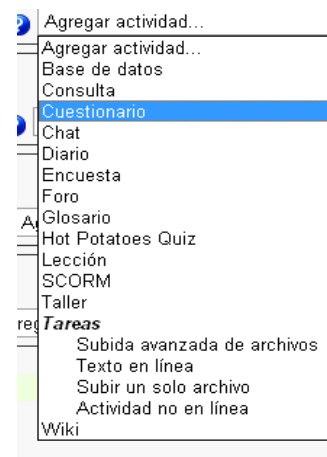 Agregar actividad...
Agregar actividad...
Base de datos
Consulta
Cuestionario
Chat
Diario
Encuesta
Foro
Glosario
Hot Potatoes Quiz
Lección
SCORM
Taller
Tareas
Subida avanzada de archivos
Texto en línea
Subir un solo archivo
Actividad no en línea
Wiki